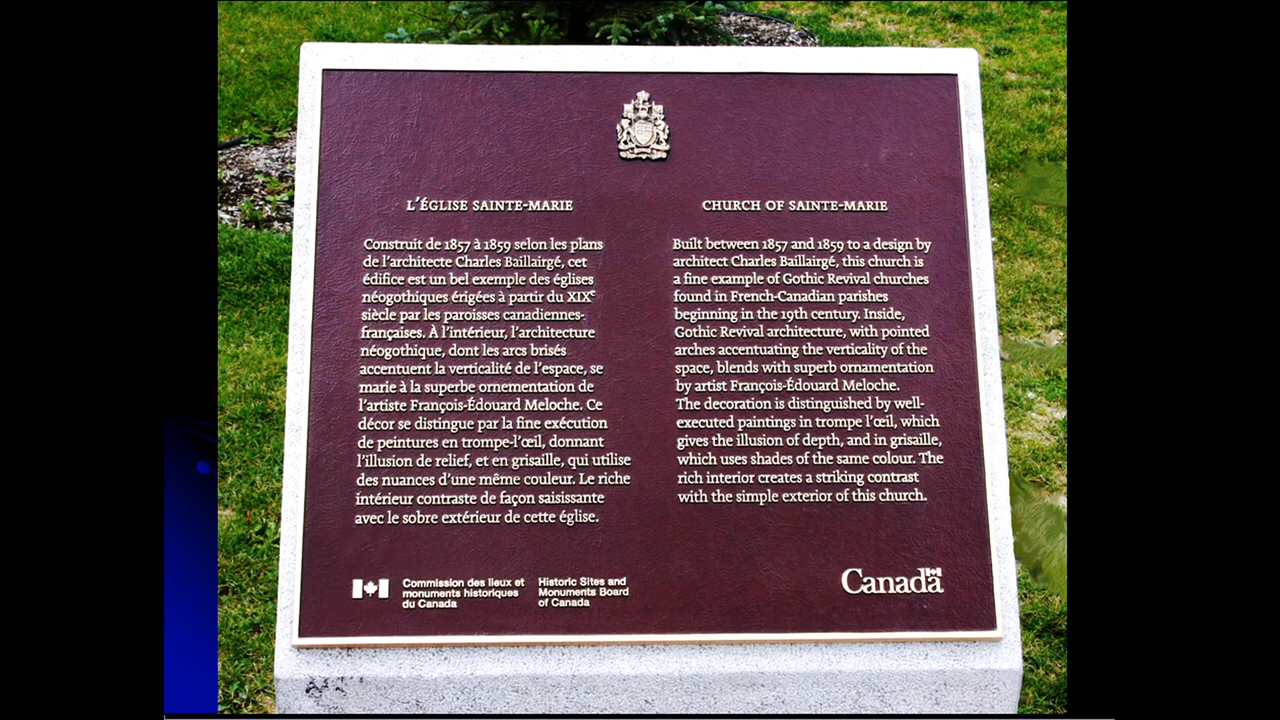 L'ÉGLISE SAINTE-MARIE
Construit de 1857 à 1859 selon les plans
de l'architecte Charles Baillairgé, cet
édifice est un bel exemple des églises
néogothiques érigées à partir du XIXe
siècle par les paroisses canadiennes-
françaises. À l'intérieur, l'architecture
néogothique, dont les arcs brisés
accentuent la verticalité de l'espace, se
marie à la superbe ornementation de
l'artiste François-Édouard Meloche. Ce
décor se distingue par la fine exécution
de peintures en trompe-l'œil, donnant
l'illusion de relief, et en grisaille, qui utilise
des nuances d'une même couleur. Le riche
intérieur contraste de façon saisissante
avec le sobre extérieur de cette église.
CHURCH OF SAINTE-MARIE
Built between 1857 and 1859 to a design by
architect Charles Baillairgé, this church is
a fine example of Gothic Revival churches
found in French-Canadian parishes
beginning in the 19th century. Inside,
Gothic Revival architecture, with pointed
arches accentuating the verticality of the
space, blends with superb ornamentation
by artist François-Édouard Meloche.
The decoration is distinguished by well-
executed paintings in trompe l'œil, which
gives the illusion of depth, and in grisaille,
which uses shades of the same colour. The
rich interior creates a striking contrast
with the simple exterior of this church.
Commission des lieux et
monuments historiques
du Canada
Historic Sites and
Monuments Board
of Canada
Canada